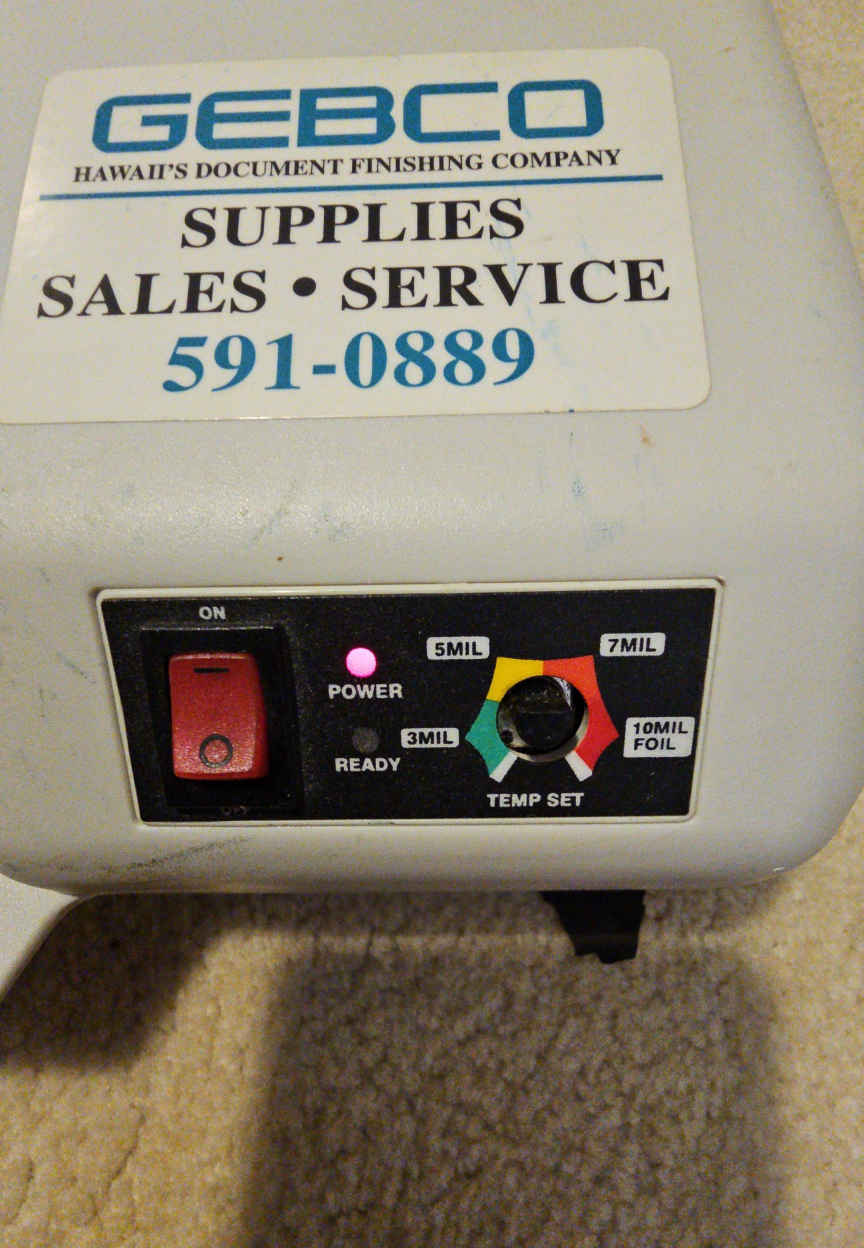 GEBCO
HAWAII'S DOCUMENT FINISHING COMPANY
SUPPLIES
SALES • SERVICE
591-0889
ON
5MIL
7MIL
POWER
3MIL
10MIL
FOIL
READY
TEMP SET
OFF